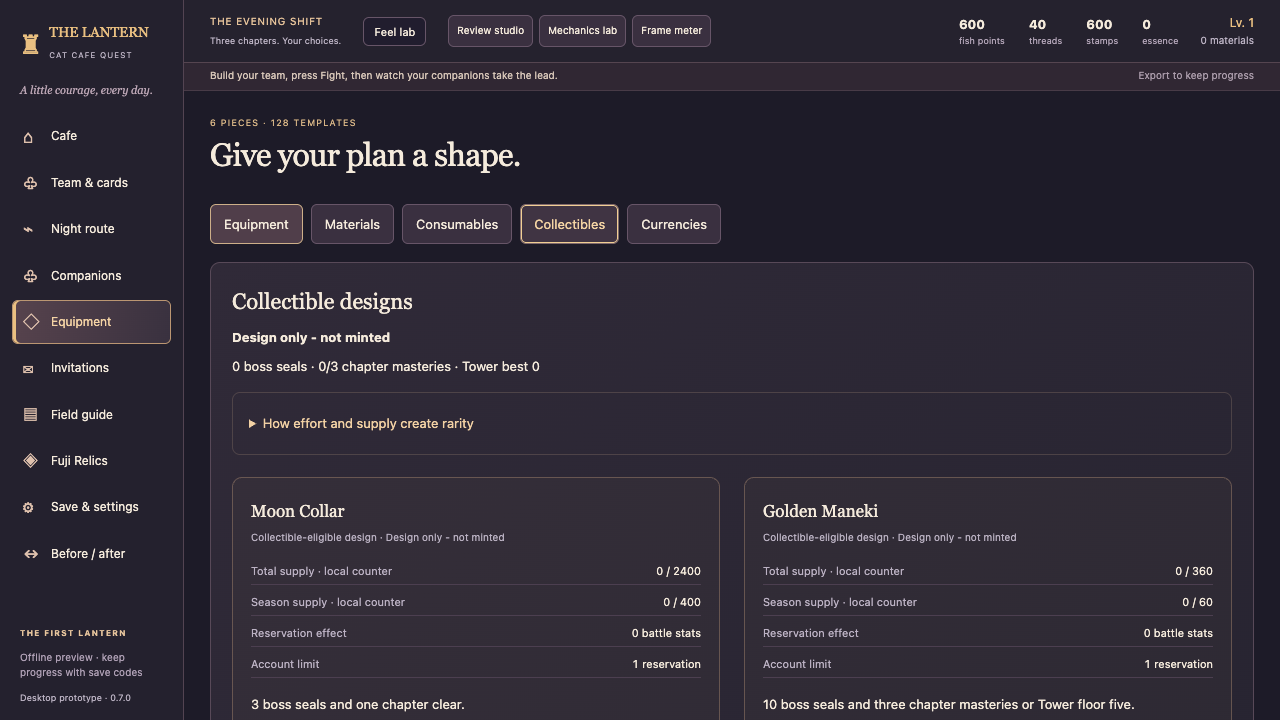 THE LANTERN
CAT CAFE QUEST
A little courage, every day.
Cafe
Team & cards
Night route
Companions
Equipment
Invitations
Field guide
Fuji Relics
Save & settings
Before / after
THE FIRST LANTERN
Offline preview · keep
progress with save codes
Desktop prototype · 0.7.0
THE EVENING SHIFT
Three chapters. Your choices.
Feel lab
Review studio
Mechanics lab
Frame meter
600 fish points
40 threads
600 stamps
0 essence
Lv. 1
0 materials
Build your team, press Fight, then watch your companions take the lead.
Export to keep progress
6 PIECES · 128 TEMPLATES
Give your plan a shape.
Equipment
Materials
Consumables
Collectibles
Currencies
Collectible designs
Design only - not minted
0 boss seals · 0/3 chapter masteries · Tower best 0
How effort and supply create rarity
Moon Collar
Collectible-eligible design · Design only - not minted
Total supply · local counter 0 / 2400
Season supply · local counter 0 / 400
Reservation effect 0 battle stats
Account limit 1 reservation
3 boss seals and one chapter clear.
Golden Maneki
Collectible-eligible design · Design only - not minted
Total supply · local counter 0 / 360
Season supply · local counter 0 / 60
Reservation effect 0 battle stats
Account limit 1 reservation
10 boss seals and three chapter masteries or Tower floor five.